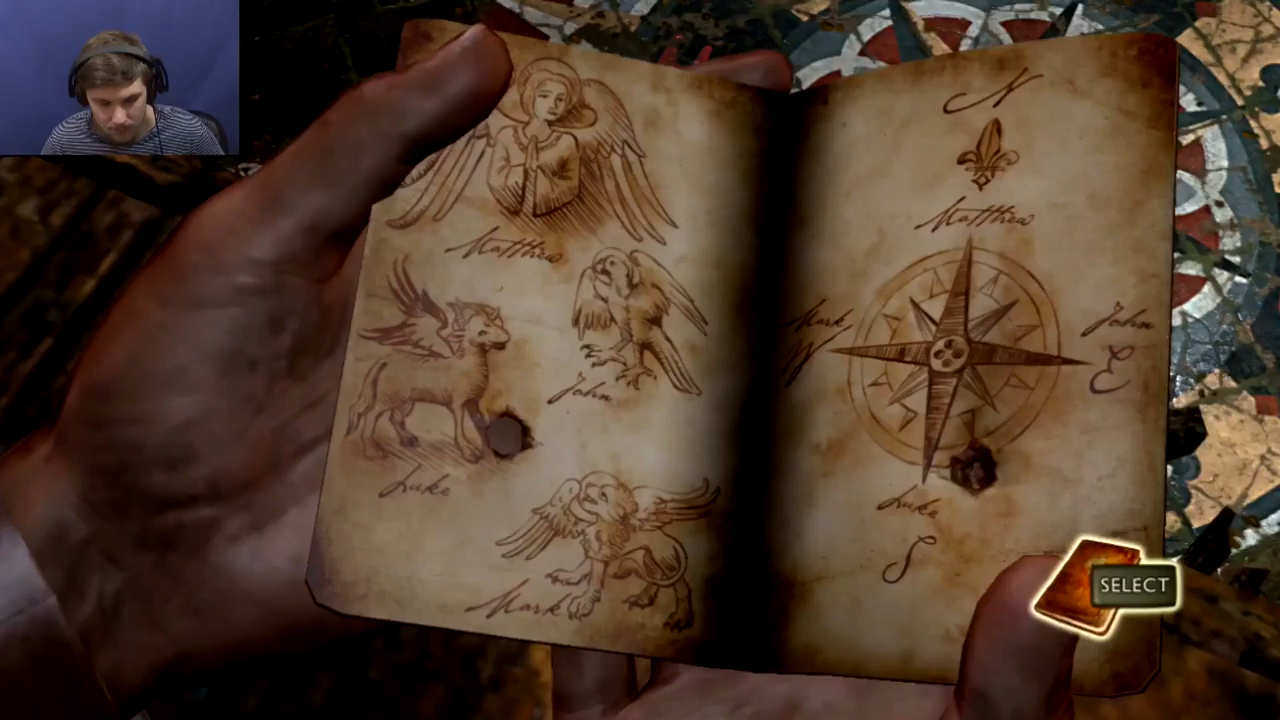 Matthew
John
Luke
Mark
N
Matthew
Mark
W
John
E
Luke
S
SELECT